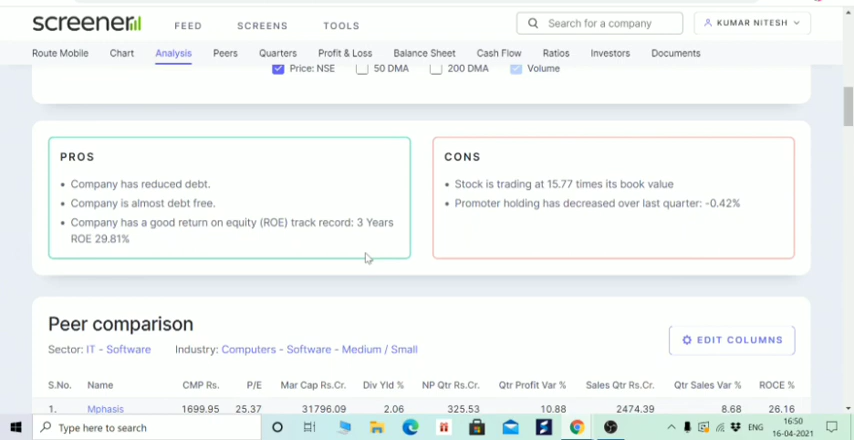 screener
FEED
SCREENS
TOOLS
Search for a company
KUMAR NITESH
Route Mobile
Chart
Analysis
Peers
Quarters
Profit & Loss
Balance Sheet
Cash Flow
Ratios
Investors
Documents
Price: NSE
50 DMA
200 DMA
Volume
PROS
• Company has reduced debt.
• Company is almost debt free.
• Company has a good return on equity (ROE) track record: 3 Years
ROE 29.81%
CONS
• Stock is trading at 15.77 times its book value
• Promoter holding has decreased over last quarter: -0.42%
Peer comparison
Sector: IT - Software Industry: Computers - Software - Medium / Small
EDIT COLUMNS
S.No. Name CMP Rs. P/E Mar Cap Rs.Cr. Div Yld % NP Qtr Rs.Cr. Qtr Profit Var % Sales Qtr Rs.Cr. Qtr Sales Var % ROCE %
1. Mphasis 1699.95 25.37 31796.09 2.06 325.53 10.88 2474.39 8.68 26.16
Type here to search
ENG
16:50
16-04-2021